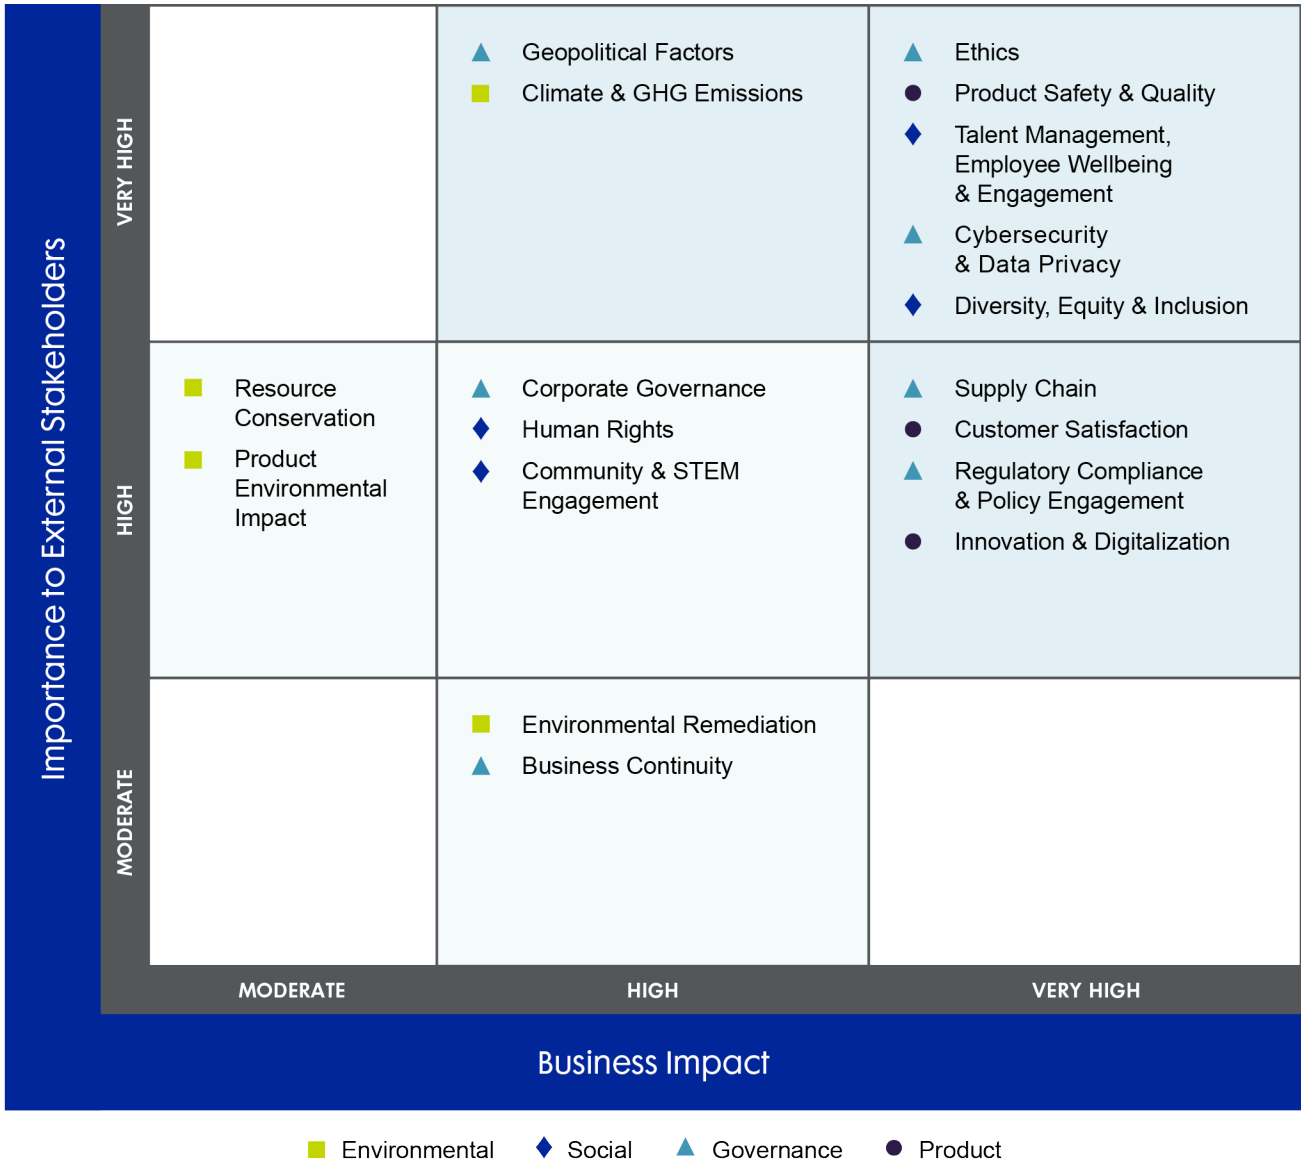 Importance to External Stakeholders
VERY HIGH
Geopolitical Factors
Climate & GHG Emissions
Ethics
Product Safety & Quality
Talent Management,
Employee Wellbeing
& Engagement
Cybersecurity
& Data Privacy
Diversity, Equity & Inclusion
HIGH
Resource
Conservation
Product
Environmental
Impact
Corporate Governance
Human Rights
Community & STEM
Engagement
Supply Chain
Customer Satisfaction
Regulatory Compliance
& Policy Engagement
Innovation & Digitalization
MODERATE
Environmental Remediation
Business Continuity
MODERATE
HIGH
VERY HIGH
Business Impact
Environmental
Social
Governance
Product